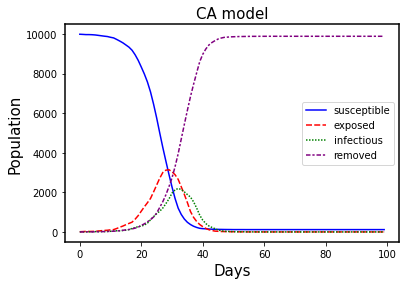 CA model
Population
10000
8000
6000
4000
2000
0
susceptible
exposed
infectious
removed
0 20 40 60 80 100
Days